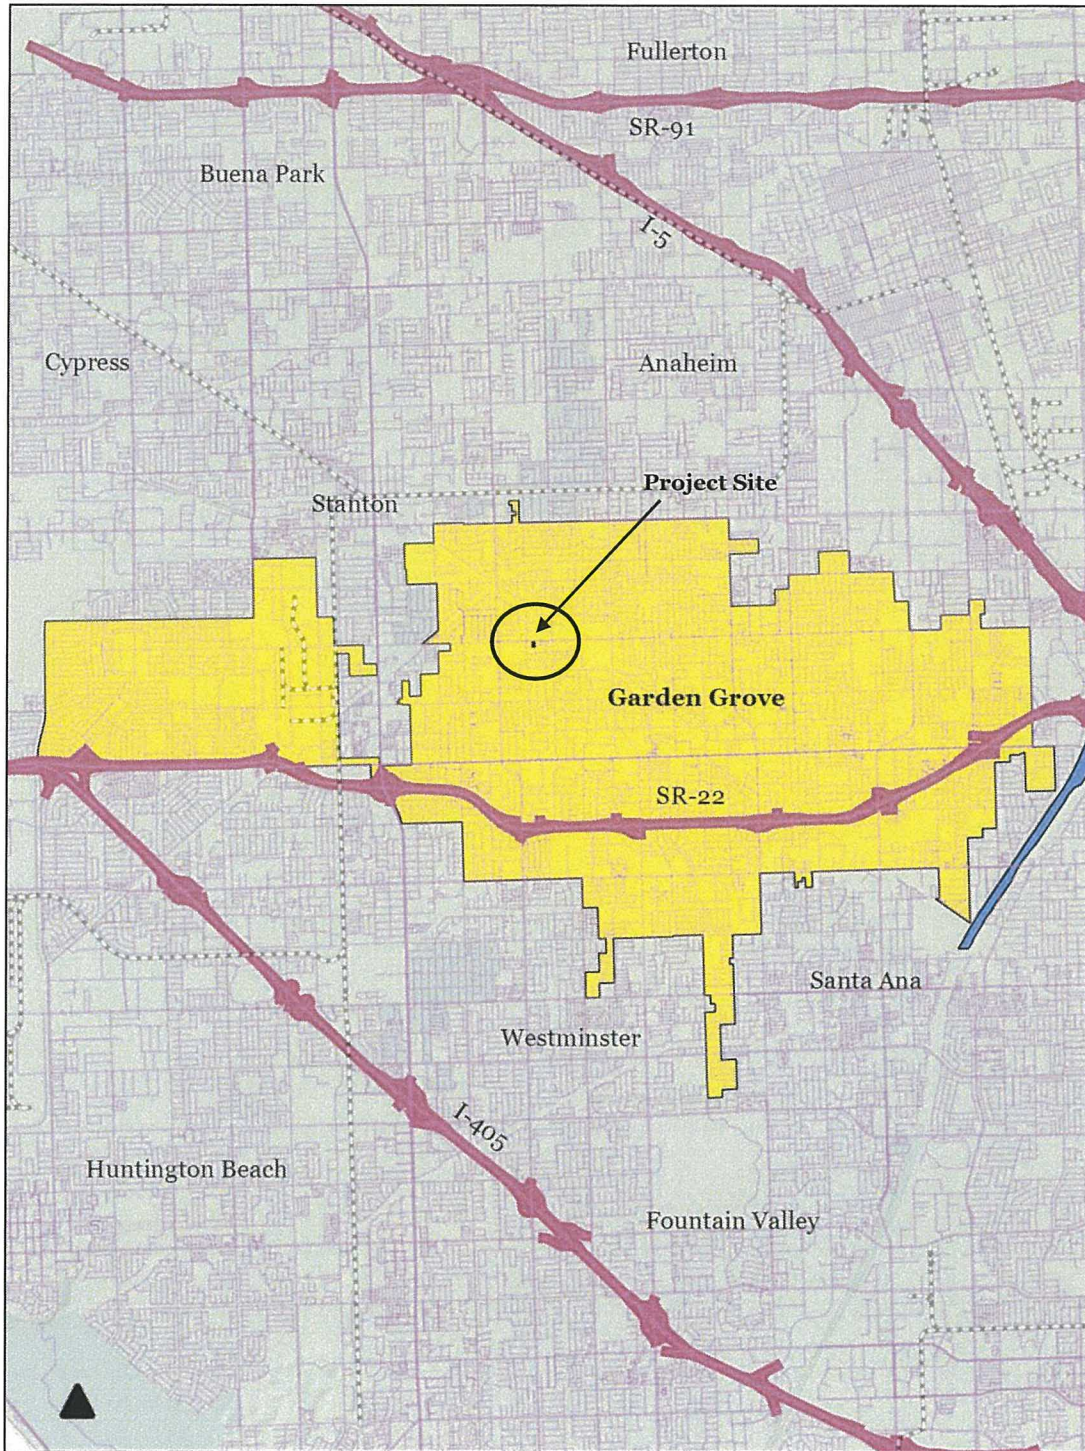 Fullerton
SR-91
Buena Park
I-5
Cypress
Anaheim
Project Site
Stanton
Garden Grove
SR-22
Santa Ana
Westminster
I-405
Huntington Beach
Fountain Valley